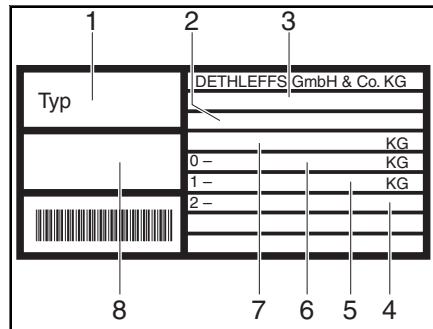 1 2 3
DETHLEFFS GmbH & Co. KG
Typ
KG
0 – KG
1 – KG
2 –
8 7 6 5 4